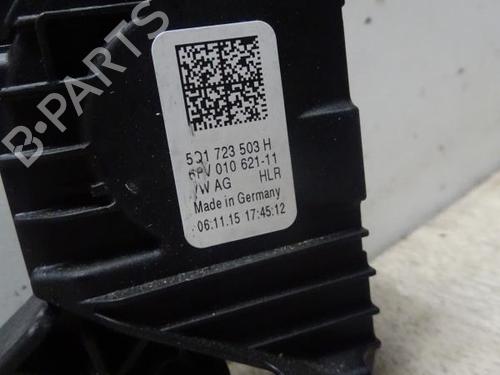 B-PARTS
5Q1 723 503 H
6PV 010 621-11
VW AG HLR
Made in Germany
06.11.15 17:45:12